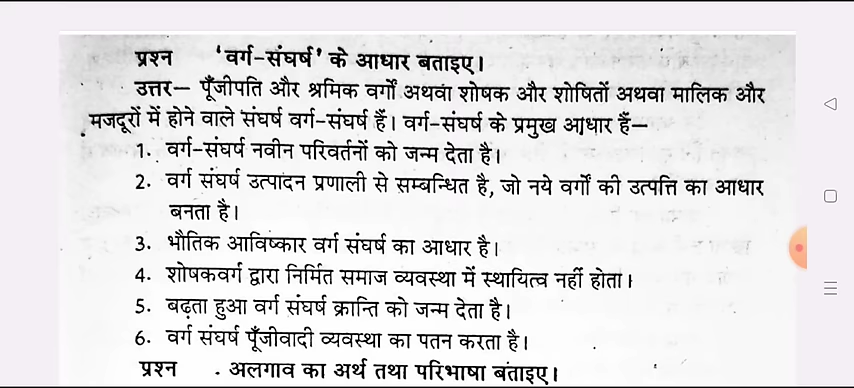 प्रश्न 'वर्ग-संघर्ष' के आधार बताइए।
उत्तर— पूँजीपति और श्रमिक वर्गों अथवा शोषक और शोषितों अथवा मालिक और
मजदूरों में होने वाले संघर्ष वर्ग-संघर्ष हैं। वर्ग-संघर्ष के प्रमुख आधार हैं—
1. वर्ग-संघर्ष नवीन परिवर्तनों को जन्म देता है।
2. वर्ग संघर्ष उत्पादन प्रणाली से सम्बन्धित है, जो नये वर्गों की उत्पत्ति का आधार
बनता है।
3. भौतिक आविष्कार वर्ग संघर्ष का आधार है।
4. शोषकवर्ग द्वारा निर्मित समाज व्यवस्था में स्थायित्व नहीं होता।
5. बढ़ता हुआ वर्ग संघर्ष क्रान्ति को जन्म देता है।
6. वर्ग संघर्ष पूँजीवादी व्यवस्था का पतन करता है।
प्रश्न . अलगाव का अर्थ तथा परिभाषा बताइए।